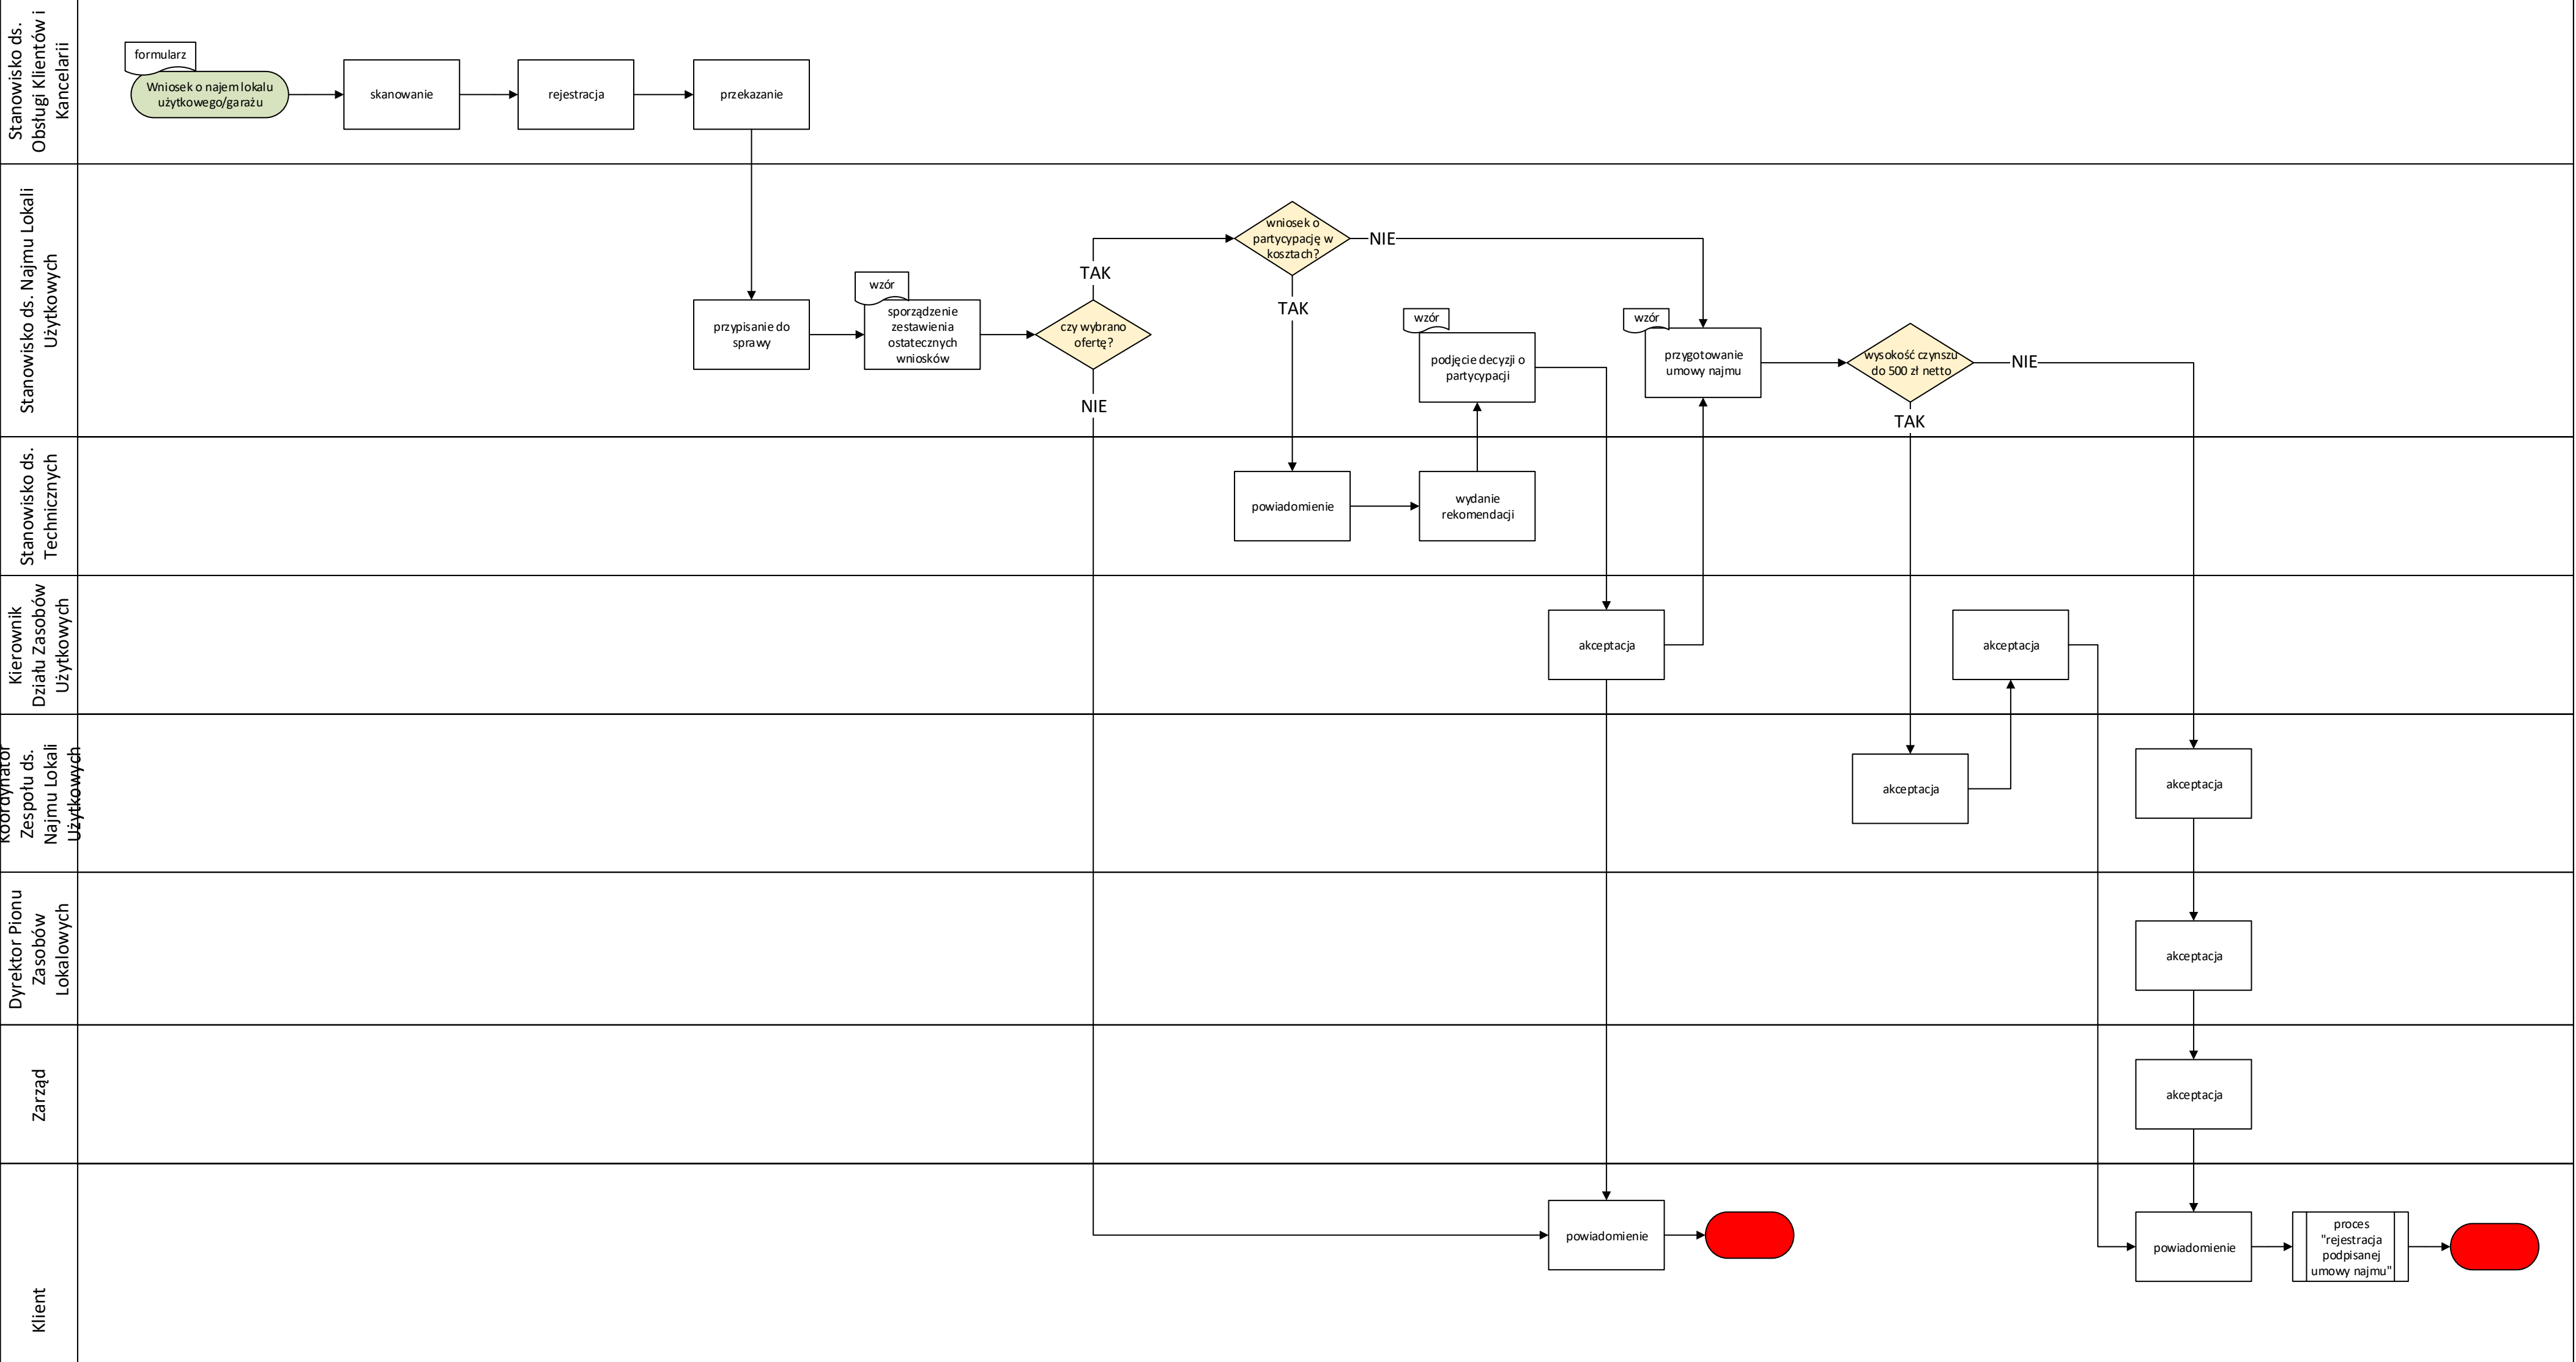 Stanowisko ds.
Obsługi Klientów i
Kancelarii
formularz
Wniosek o najem lokalu
użytkowego/garażu
skanowanie
rejestracja
przekazanie
Stanowisko ds. Najmu Lokali
Użytkowych
przypisanie do
sprawy
wzór
sporządzenie
zestawienia
ostatecznych
wniosków
czy wybrano
ofertę?
TAK
NIE
wniosek o
partycypację w
kosztach?
NIE
TAK
wzór
podjęcie decyzji o
partycypacji
wzór
przygotowanie
umowy najmu
wysokość czynszu
do 500 zł netto
NIE
TAK
Stanowisko ds.
Technicznych
powiadomienie
wydanie
rekomendacji
Kierownik
Działu Zasobów
Użytkowych
akceptacja
akceptacja
Koordynator
Zespołu ds.
Najmu Lokali
Użytkowych
akceptacja
akceptacja
Dyrektor Pionu
Zasobów
Lokalowych
akceptacja
Zarząd
akceptacja
Klient
powiadomienie
powiadomienie
proces
"rejestracja
podpisanej
umowy najmu"